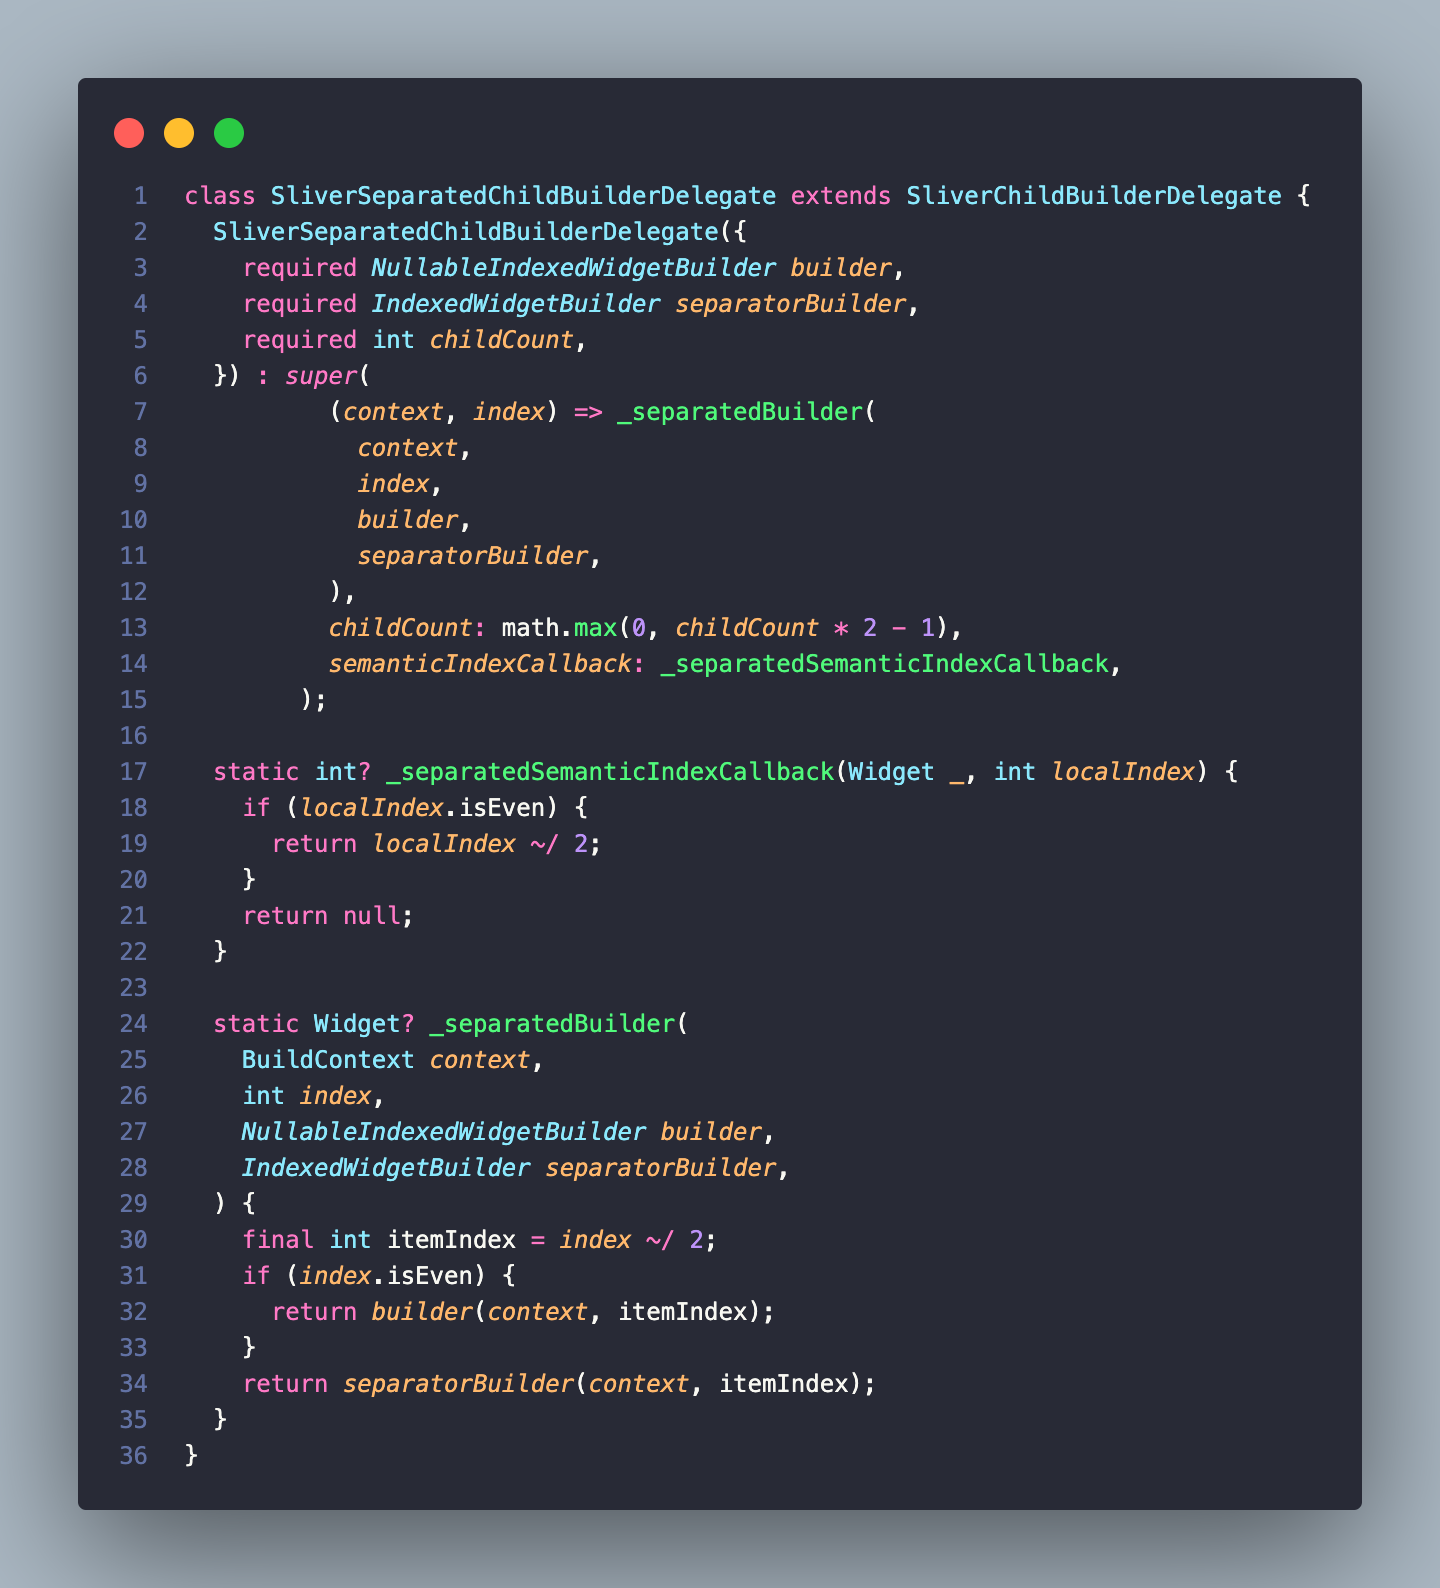 1 class SliverSeparatedChildBuilderDelegate extends SliverChildBuilderDelegate {
2   SliverSeparatedChildBuilderDelegate({
3     required NullableIndexedWidgetBuilder builder,
4     required IndexedWidgetBuilder separatorBuilder,
5     required int childCount,
6   }) : super(
7           (context, index) => _separatedBuilder(
8             context,
9             index,
10             builder,
11             separatorBuilder,
12           ),
13           childCount: math.max(0, childCount * 2 - 1),
14           semanticIndexCallback: _separatedSemanticIndexCallback,
15         );
16
17   static int? _separatedSemanticIndexCallback(Widget _, int localIndex) {
18     if (localIndex.isEven) {
19       return localIndex ~/ 2;
20     }
21     return null;
22   }
23
24   static Widget? _separatedBuilder(
25     BuildContext context,
26     int index,
27     NullableIndexedWidgetBuilder builder,
28     IndexedWidgetBuilder separatorBuilder,
29   ) {
30     final int itemIndex = index ~/ 2;
31     if (index.isEven) {
32       return builder(context, itemIndex);
33     }
34     return separatorBuilder(context, itemIndex);
35   }
36 }